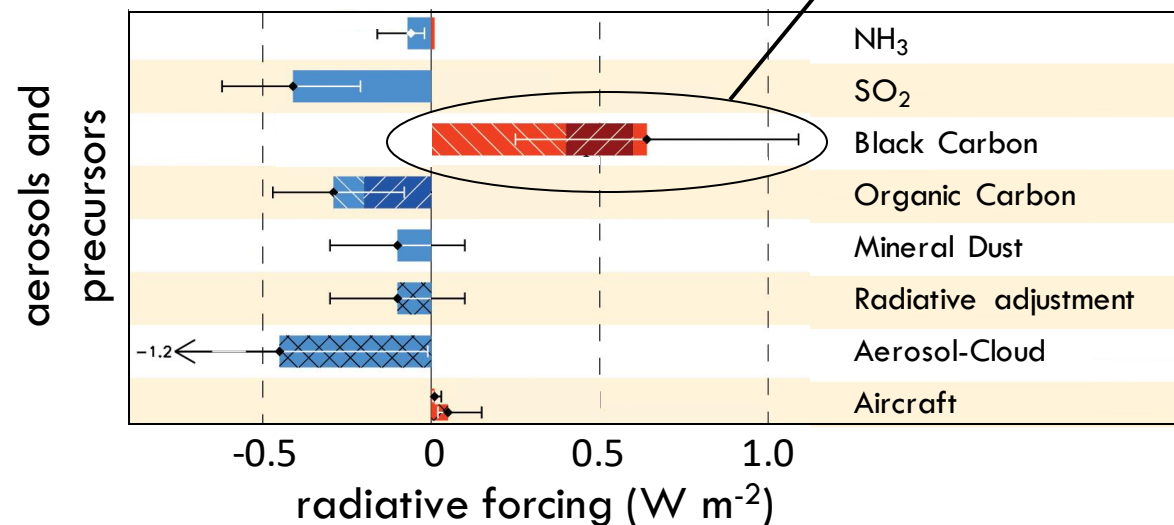 aerosols and
precursors
NH₃
SO₂
Black Carbon
Organic Carbon
Mineral Dust
Radiative adjustment
-1.2
Aerosol-Cloud
Aircraft
-0.5 0 0.5 1.0
radiative forcing (W m⁻²)